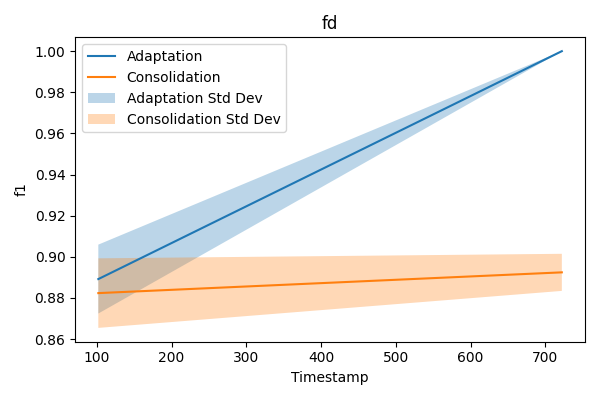 fd
Adaptation
Consolidation
Adaptation Std Dev
Consolidation Std Dev
f1
1.00
0.98
0.96
0.94
0.92
0.90
0.88
0.86
100 200 300 400 500 600 700
Timestamp